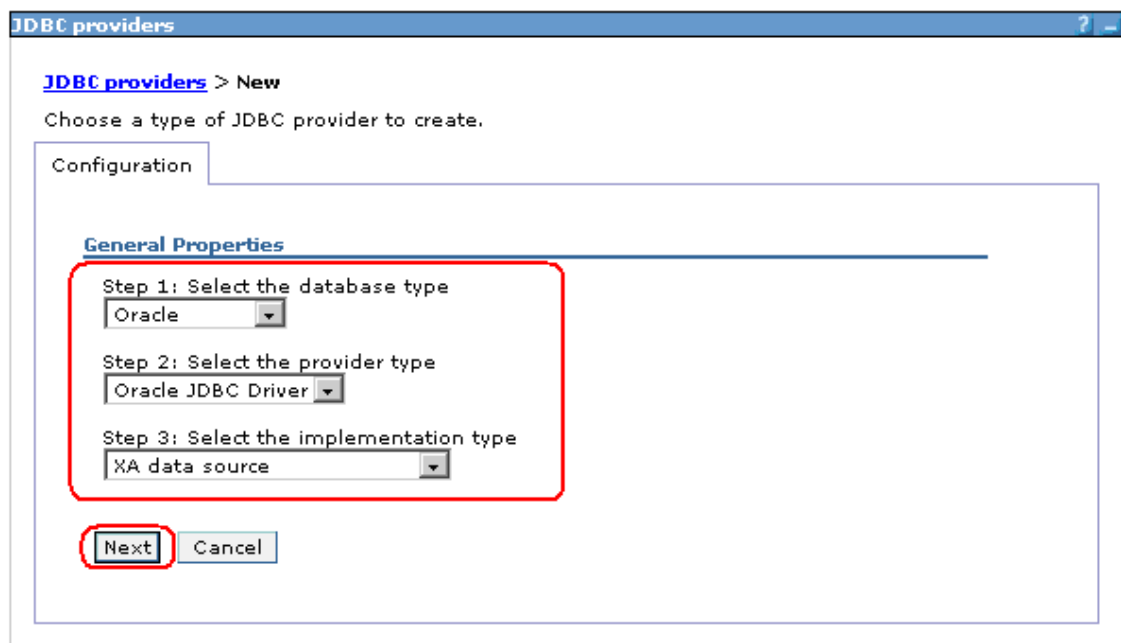 JDBC providers ? –
JDBC providers > New
Choose a type of JDBC provider to create.
Configuration
General Properties
Step 1: Select the database type
Oracle
Step 2: Select the provider type
Oracle JDBC Driver
Step 3: Select the implementation type
XA data source
Next Cancel